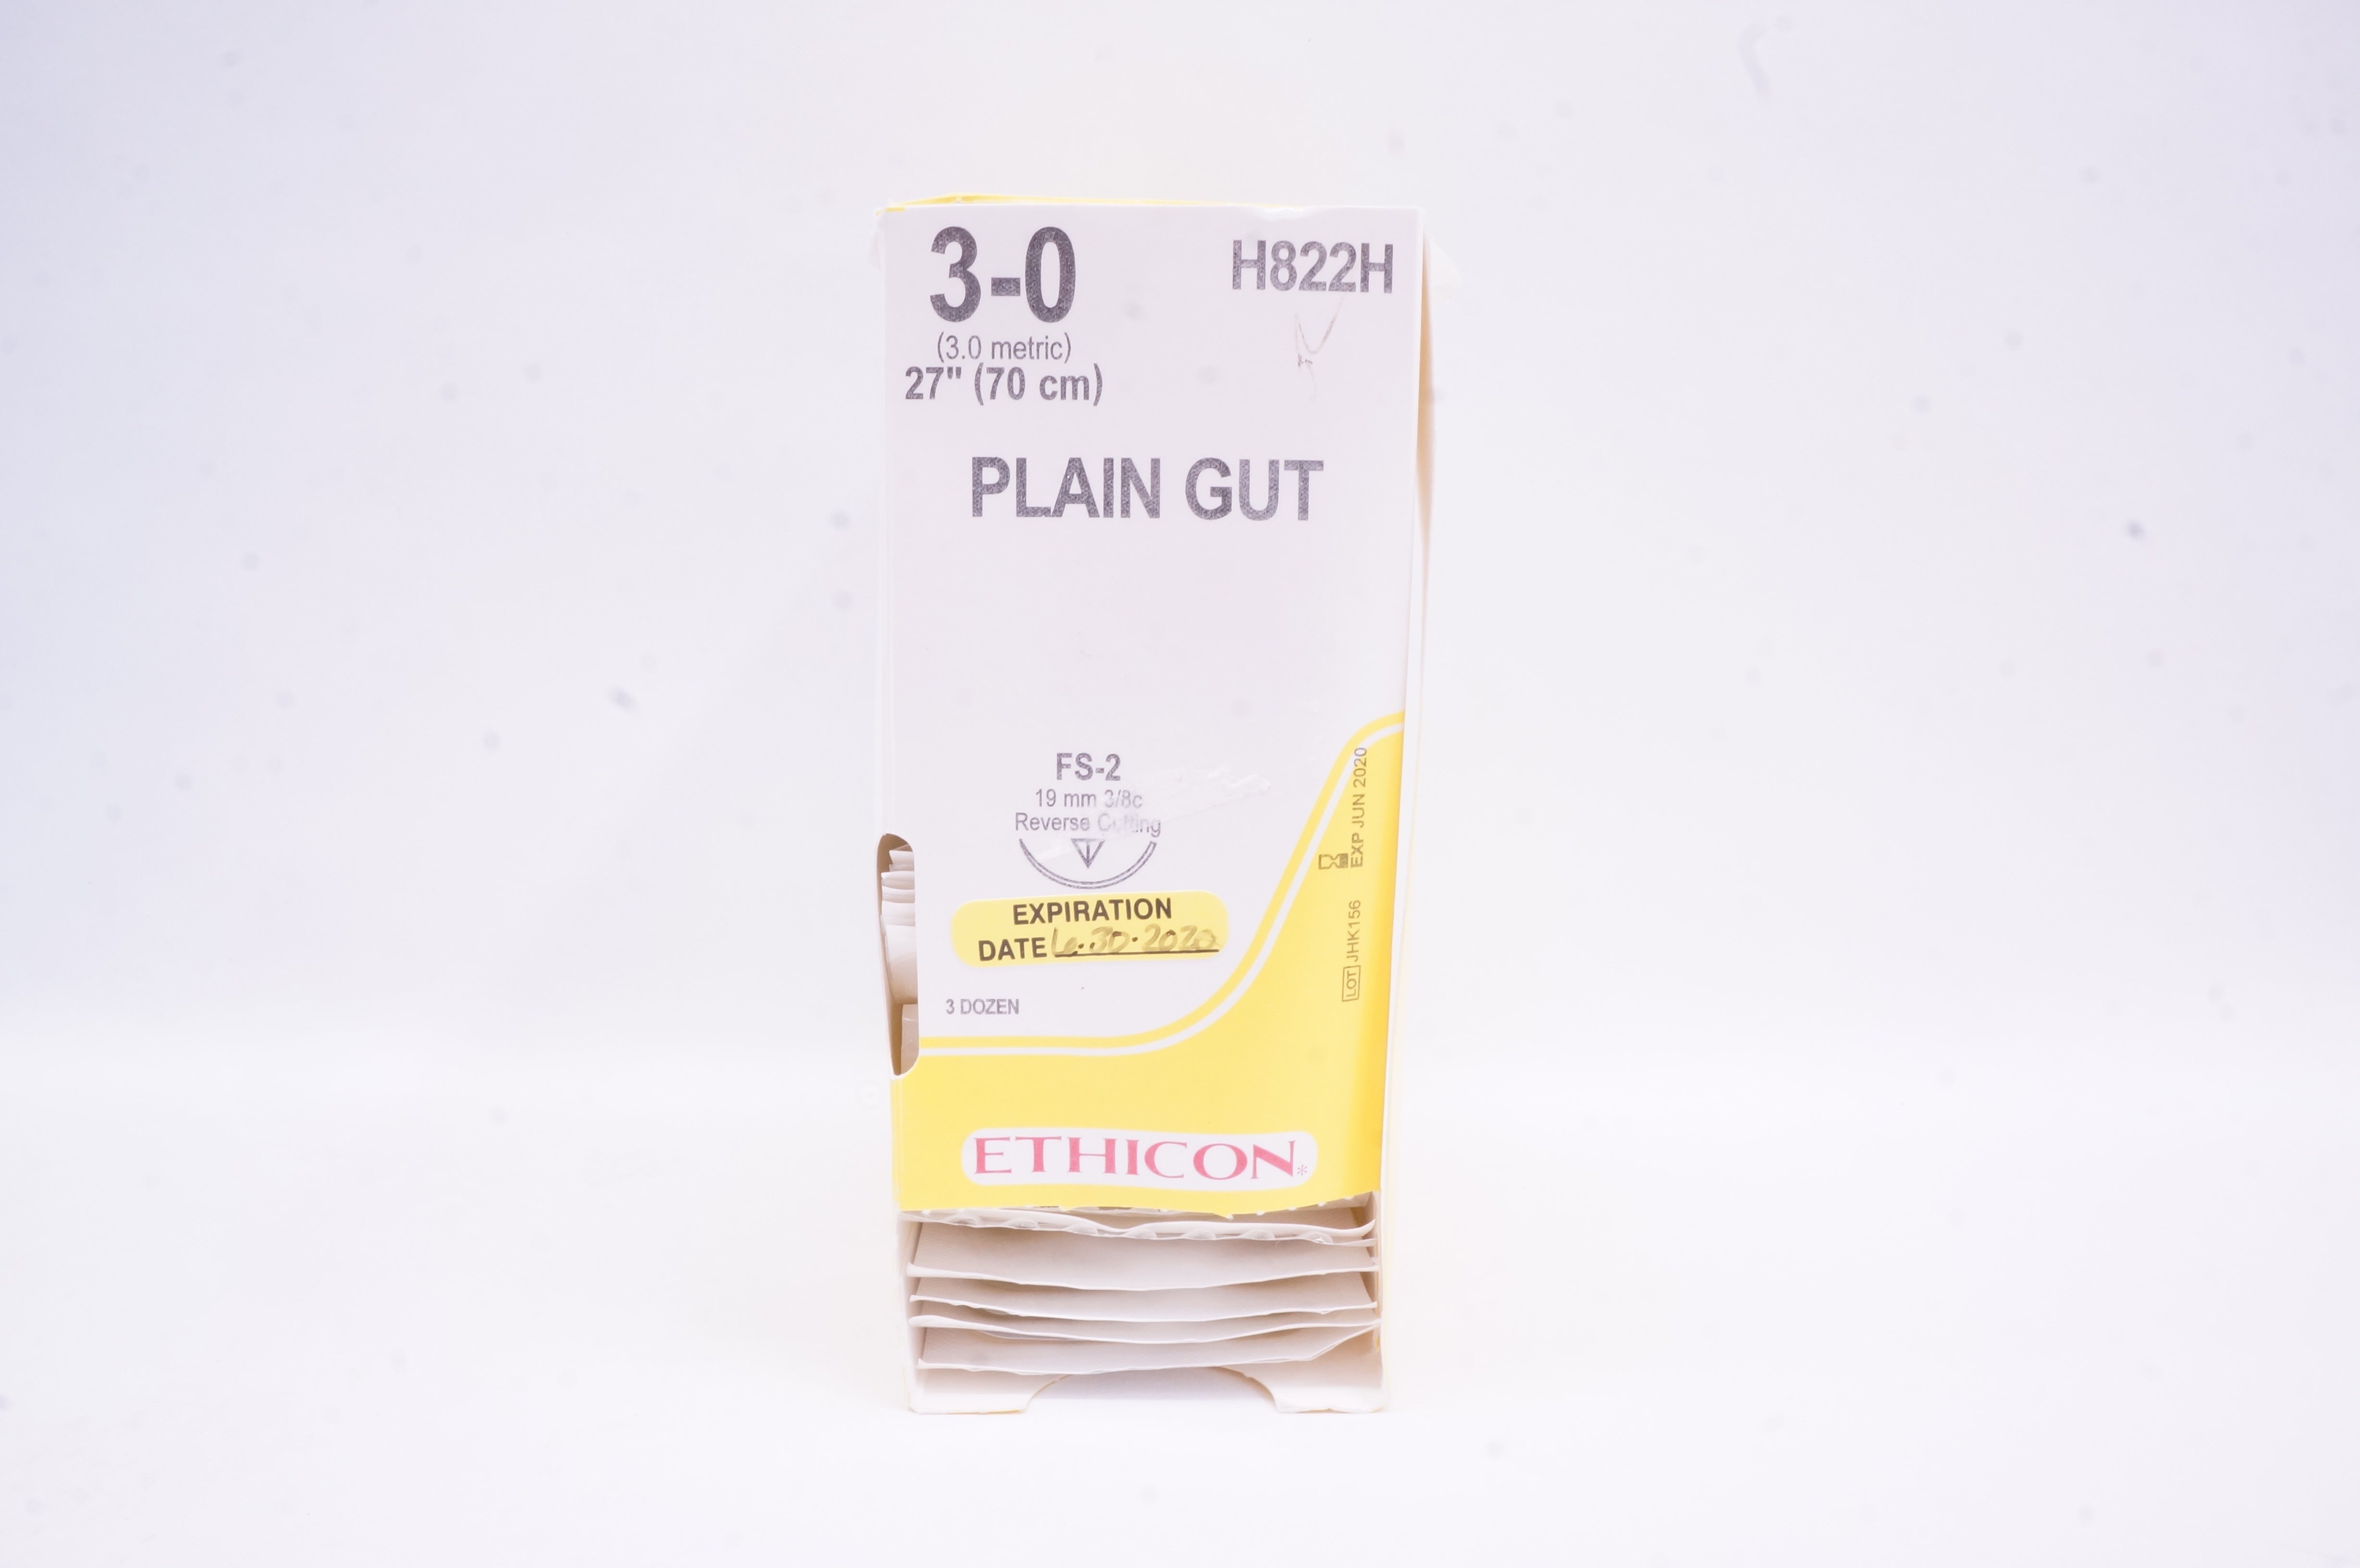 3-0
H822H
(3.0 metric)
27" (70 cm)
PLAIN GUT
FS-2
19 mm 3/8c
Reverse Cutting
EXPIRATION
DATE 6.30.2020
3 DOZEN
EXP JUN 2020
LOT JHK156
ETHICON*